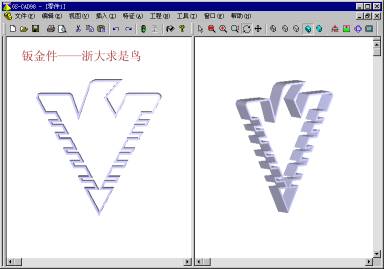 GS-CAD98 - [零件1]
文件(F) 编辑(E) 视图(V) 插入(I) 特征(A) 工程(B) 工具(T) 窗口(W) 帮助(H)
钣金件——浙大求是鸟